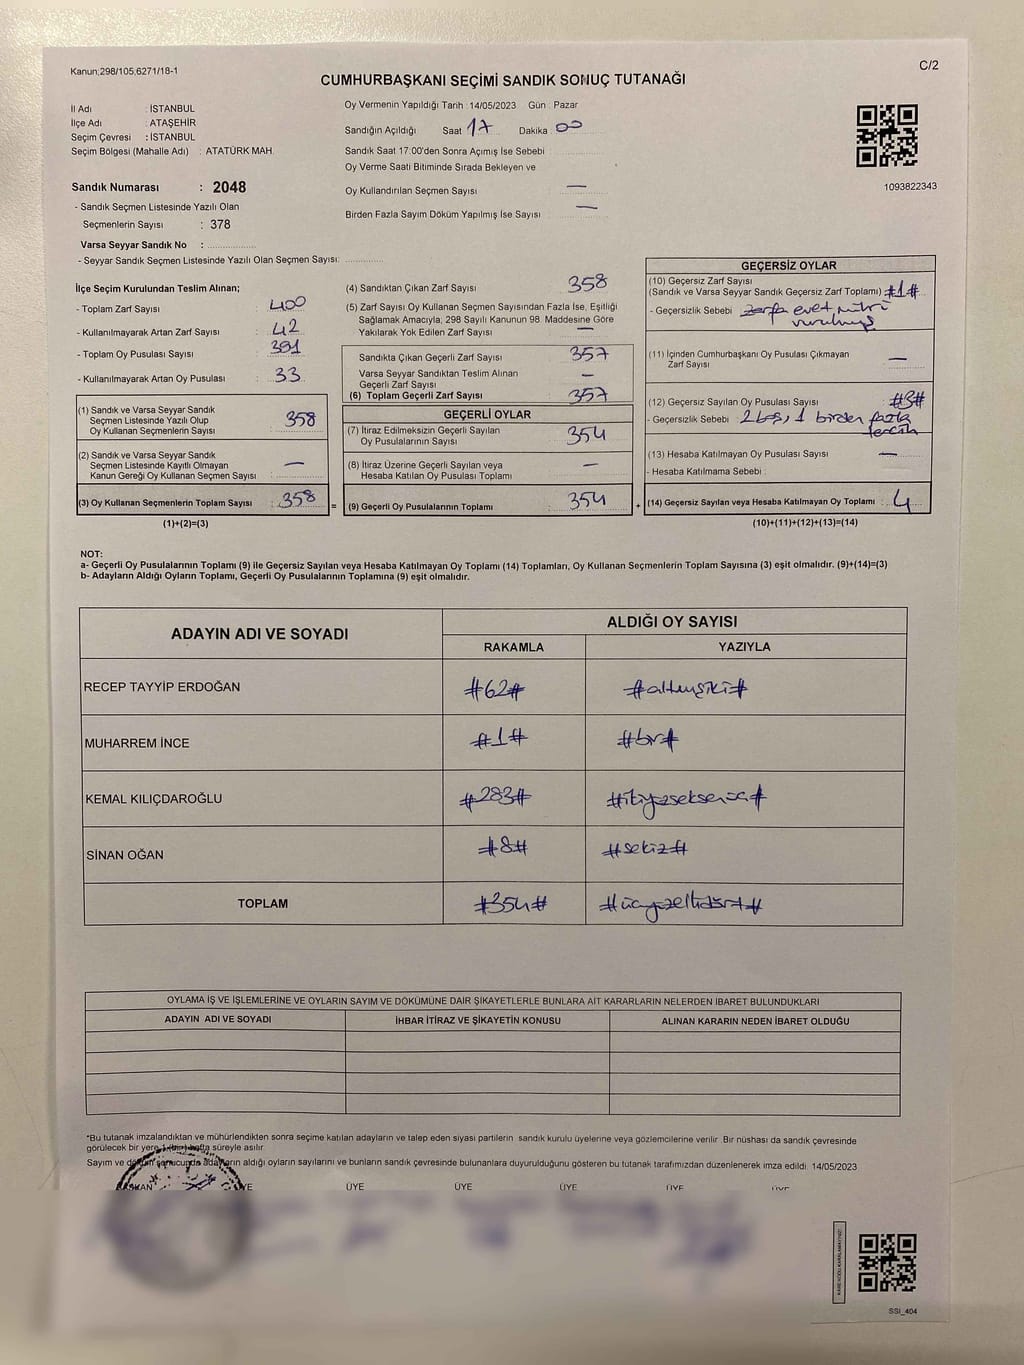 Kanun;298/105,6271/18-1
C/2
CUMHURBAŞKANI SEÇİMİ SANDIK SONUÇ TUTANAĞI
İl Adı : İSTANBUL
İlçe Adı : ATAŞEHİR
Seçim Çevresi : İSTANBUL
Seçim Bölgesi (Mahalle Adı) : ATATÜRK MAH.
Oy Vermenin Yapıldığı Tarih : 14/05/2023 Gün : Pazar
Sandığın Açıldığı Saat 17 Dakika 00
Sandık Saat 17:00'den Sonra Açımış İse Sebebi :
Oy Verme Saati Bitiminde Sırada Bekleyen ve
Oy Kullandırılan Seçmen Sayısı : —
Birden Fazla Sayım Döküm Yapılmış İse Sayısı : —
1093822343
Sandık Numarası : 2048
- Sandık Seçmen Listesinde Yazılı Olan
Seçmenlerin Sayısı : 378
Varsa Seyyar Sandık No :
- Seyyar Sandık Seçmen Listesinde Yazılı Olan Seçmen Sayısı:
İlçe Seçim Kurulundan Teslim Alınan;
- Toplam Zarf Sayısı : 400
- Kullanılmayarak Artan Zarf Sayısı : 42
- Toplam Oy Pusulası Sayısı : 391
- Kullanılmayarak Artan Oy Pusulası : 33
(1) Sandık ve Varsa Seyyar Sandık
Seçmen Listesinde Yazılı Olup
Oy Kullanan Seçmenlerin Sayısı : 358
(2) Sandık ve Varsa Seyyar Sandık
Seçmen Listesinde Kayıtlı Olmayan
Kanun Gereği Oy Kullanan Seçmen Sayısı : —
(3) Oy Kullanan Seçmenlerin Toplam Sayısı : 358
(1)+(2)=(3)
=
(4) Sandıktan Çıkan Zarf Sayısı : 358
(5) Zarf Sayısı Oy Kullanan Seçmen Sayısından Fazla İse, Eşitliği
Sağlamak Amacıyla, 298 Sayılı Kanunun 98. Maddesine Göre
Yakılarak Yok Edilen Zarf Sayısı : —
Sandıkta Çıkan Geçerli Zarf Sayısı : 357
Varsa Seyyar Sandıktan Teslim Alınan
Geçerli Zarf Sayısı : —
(6) Toplam Geçerli Zarf Sayısı : 357
GEÇERLİ OYLAR
(7) İtiraz Edilmeksizin Geçerli Sayılan
Oy Pusulalarının Sayısı : 354
(8) İtiraz Üzerine Geçerli Sayılan veya
Hesaba Katılan Oy Pusulası Toplamı : —
(9) Geçerli Oy Pusulalarının Toplamı : 354
+
GEÇERSİZ OYLAR
(10) Geçersiz Zarf Sayısı
(Sandık ve Varsa Seyyar Sandık Geçersiz Zarf Toplamı) : #1#
- Geçersizlik Sebebi : zarfa evet mührü
vurulmuş
(11) İçinden Cumhurbaşkanı Oy Pusulası Çıkmayan
Zarf Sayısı : —
(12) Geçersiz Sayılan Oy Pusulası Sayısı : #3#
- Geçersizlik Sebebi : 2 boş, 1 birden fazla
tercih
(13) Hesaba Katılmayan Oy Pusulası Sayısı : —
- Hesaba Katılmama Sebebi :
(14) Geçersiz Sayılan veya Hesaba Katılmayan Oy Toplamı : 4
(10)+(11)+(12)+(13)=(14)
NOT:
a- Geçerli Oy Pusulalarının Toplamı (9) ile Geçersiz Sayılan veya Hesaba Katılmayan Oy Toplamı (14) Toplamları, Oy Kullanan Seçmenlerin Toplam Sayısına (3) eşit olmalıdır. (9)+(14)=(3)
b- Adayların Aldığı Oyların Toplamı, Geçerli Oy Pusulalarının Toplamına (9) eşit olmalıdır.
ADAYIN ADI VE SOYADI
ALDIĞI OY SAYISI
RAKAMLA YAZIYLA
RECEP TAYYİP ERDOĞAN #62# #altmışiki#
MUHARREM İNCE #1# #bir#
KEMAL KILIÇDAROĞLU #283# #ikiyüzseksenüç#
SİNAN OĞAN #8# #sekiz#
TOPLAM #354# #üçyüzellidört#
OYLAMA İŞ VE İŞLEMLERİNE VE OYLARIN SAYIM VE DÖKÜMÜNE DAİR ŞİKAYETLERLE BUNLARA AİT KARARLARIN NELERDEN İBARET BULUNDUKLARI
ADAYIN ADI VE SOYADI İHBAR İTİRAZ VE ŞİKAYETİN KONUSU ALINAN KARARIN NEDEN İBARET OLDUĞU
*Bu tutanak imzalandıktan ve mühürlendikten sonra seçime katılan adayların ve talep eden siyasi partilerin sandık kurulu üyelerine veya gözlemcilerine verilir. Bir nüshası da sandık çevresinde
görülecek bir yere 1 (bir) hafta süreyle asılır.
Sayım ve döküm sonucunda adayların aldığı oyların sayılarını ve bunların sandık çevresinde bulunanlara duyurulduğunu gösteren bu tutanak tarafımızdan düzenlenerek imza edildi. 14/05/2023
BAŞKAN ÜYE ÜYE ÜYE ÜYE ÜYE ÜYE
SSI_404